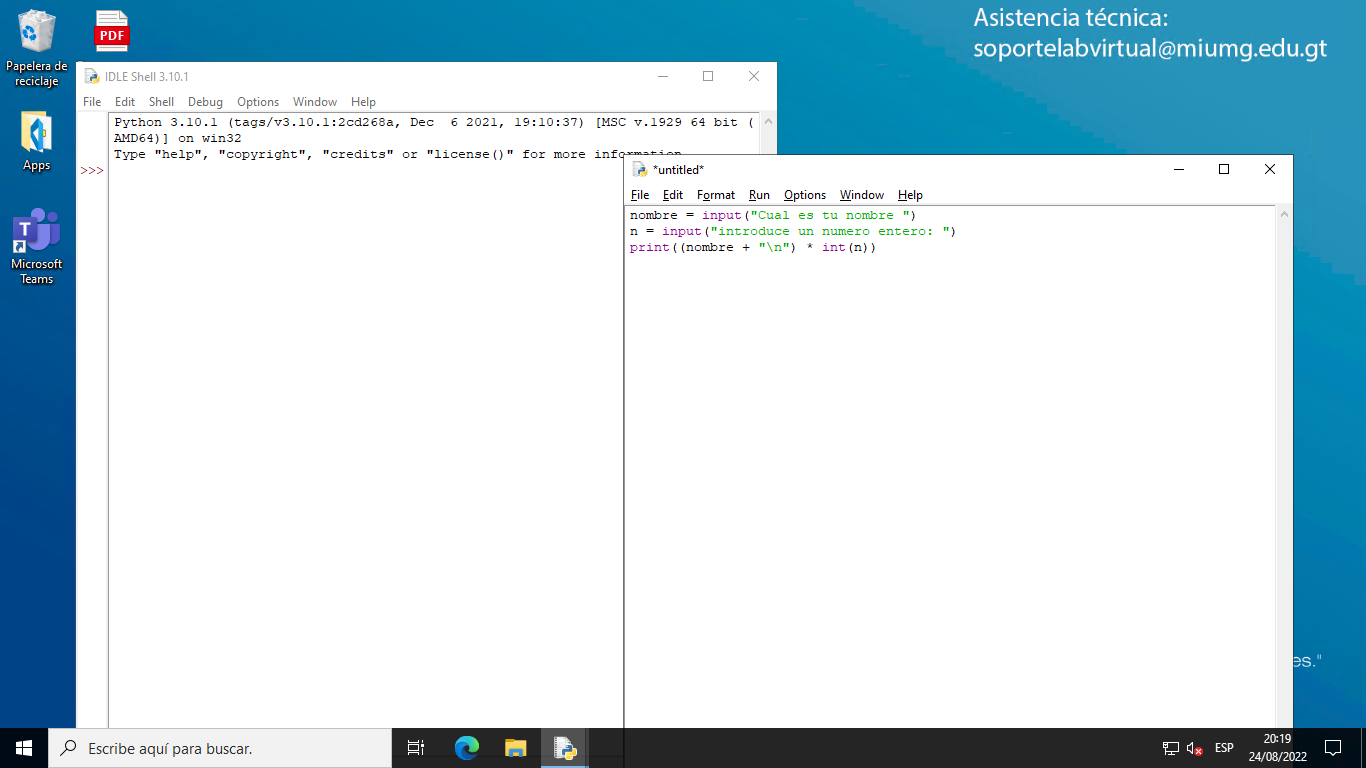 Asistencia técnica:
soportelabvirtual@miumg.edu.gt
PDF
Papelera de
reciclaje
Apps
Microsoft
Teams
IDLE Shell 3.10.1
File Edit Shell Debug Options Window Help
Python 3.10.1 (tags/v3.10.1:2cd268a, Dec  6 2021, 19:10:37) [MSC v.1929 64 bit (
AMD64)] on win32
Type "help", "copyright", "credits" or "license()" for more information
>>>
*untitled*
File Edit Format Run Options Window Help
nombre = input("Cual es tu nombre ")
n = input("introduce un numero entero: ")
print((nombre + "\n") * int(n))
es."
Escribe aquí para buscar.
ESP
20:19
24/08/2022